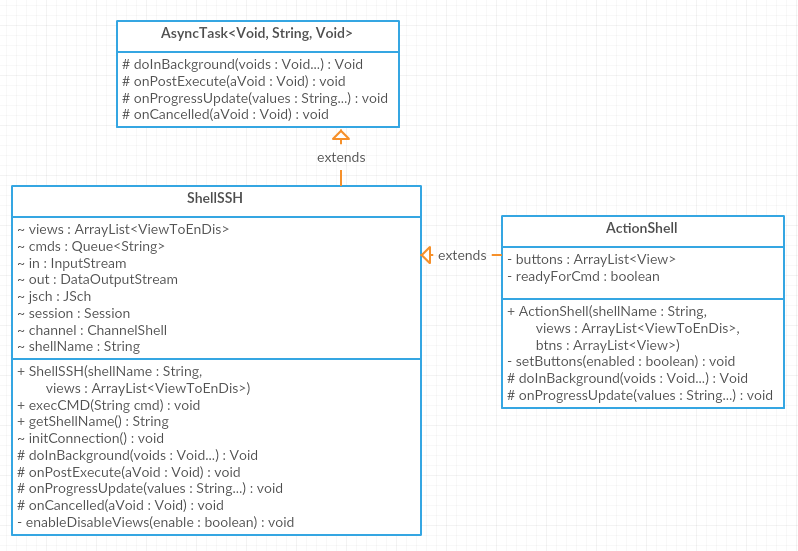 AsyncTask<Void, String, Void>
# doInBackground(voids : Void...) : Void
# onPostExecute(aVoid : Void) : void
# onProgressUpdate(values : String...) : void
# onCancelled(aVoid : Void) : void
extends
ShellSSH
~ views : ArrayList<ViewToEnDis>
~ cmds : Queue<String>
~ in : InputStream
~ out : DataOutputStream
~ jsch : JSch
~ session : Session
~ channel : ChannelShell
~ shellName : String
+ ShellSSH(shellName : String,
views : ArrayList<ViewToEnDis>)
+ execCMD(String cmd) : void
+ getShellName() : String
~ initConnection() : void
# doInBackground(voids : Void...) : Void
# onPostExecute(aVoid : Void) : void
# onProgressUpdate(values : String...) : void
# onCancelled(aVoid : Void) : void
- enableDisableViews(enable : boolean) : void
extends
ActionShell
- buttons : ArrayList<View>
- readyForCmd : boolean
+ ActionShell(shellName : String,
views : ArrayList<ViewToEnDis>,
btns : ArrayList<View>)
- setButtons(enabled : boolean) : void
# doInBackground(voids : Void...) : Void
# onProgressUpdate(values : String...) : void